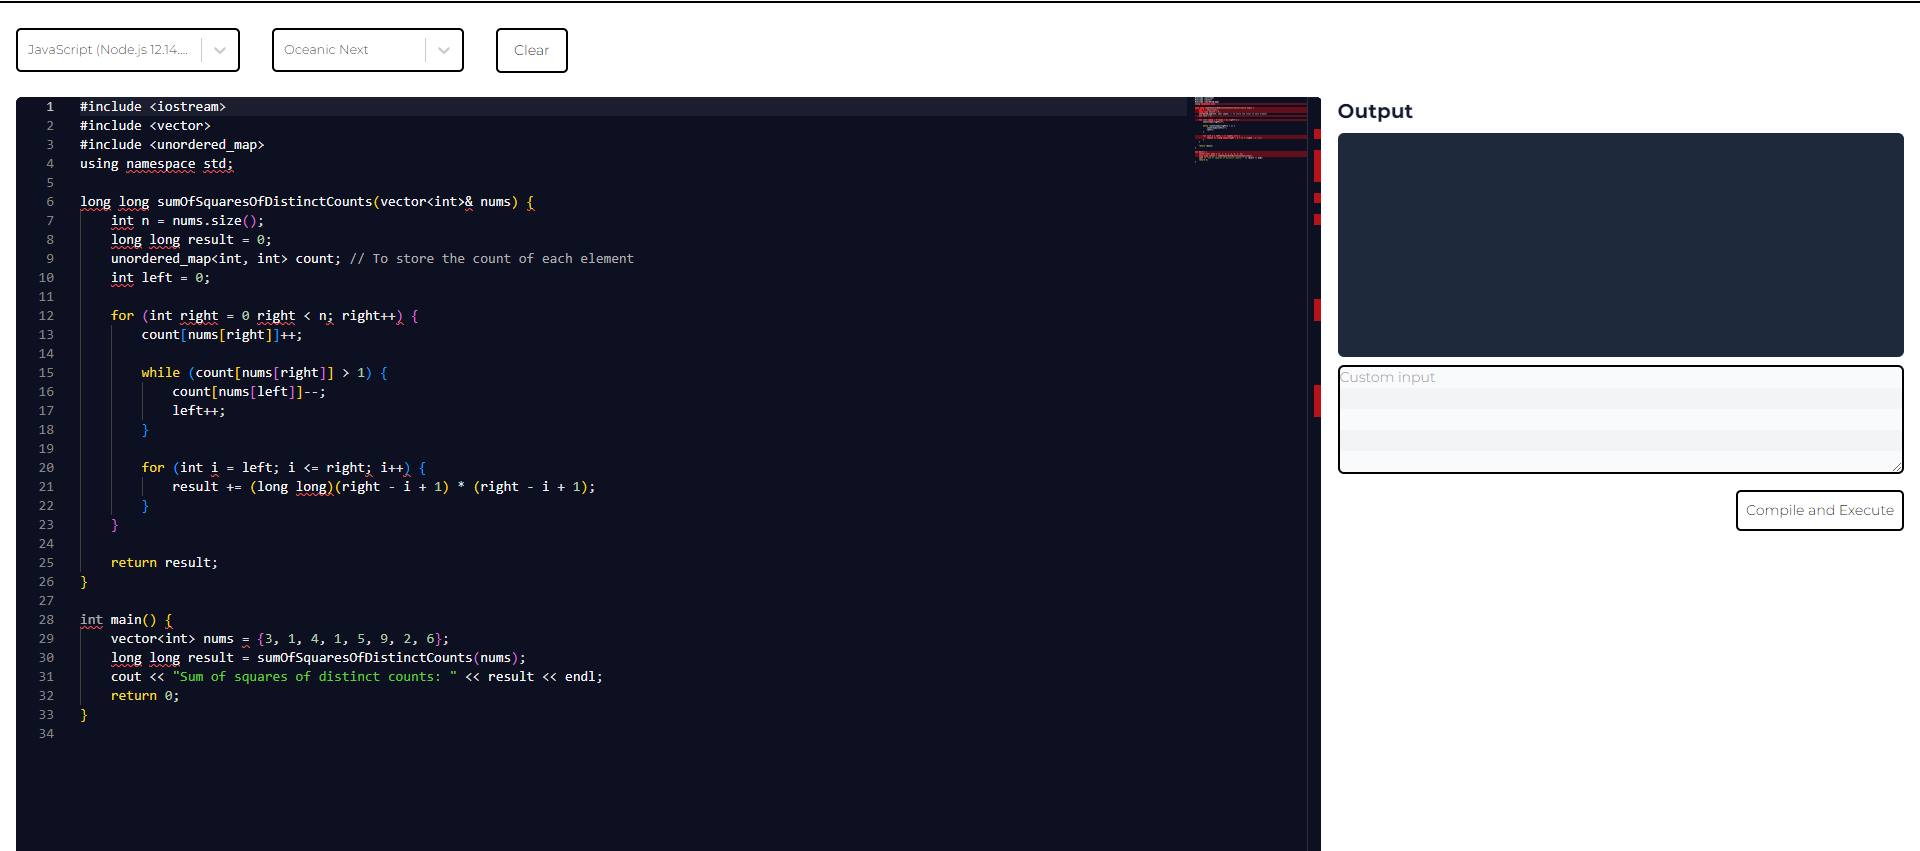 JavaScript (Node.js 12.14....
Oceanic Next
Clear
1 #include <iostream>
2 #include <vector>
3 #include <unordered_map>
4 using namespace std;
5
6 long long sumOfSquaresOfDistinctCounts(vector<int>& nums) {
7     int n = nums.size();
8     long long result = 0;
9     unordered_map<int, int> count; // To store the count of each element
10     int left = 0;
11
12     for (int right = 0 right < n; right++) {
13         count[nums[right]]++;
14
15         while (count[nums[right]] > 1) {
16             count[nums[left]]--;
17             left++;
18         }
19
20         for (int i = left; i <= right; i++) {
21             result += (long long)(right - i + 1) * (right - i + 1);
22         }
23     }
24
25     return result;
26 }
27
28 int main() {
29     vector<int> nums = {3, 1, 4, 1, 5, 9, 2, 6};
30     long long result = sumOfSquaresOfDistinctCounts(nums);
31     cout << "Sum of squares of distinct counts: " << result << endl;
32     return 0;
33 }
34
Output
Custom input
Compile and Execute